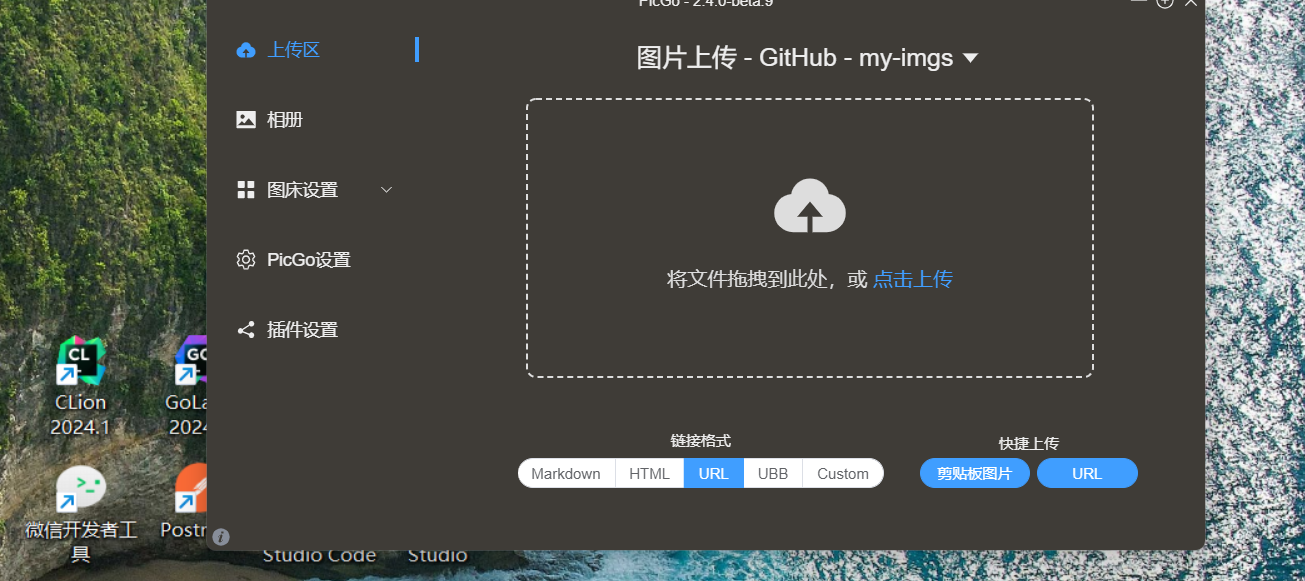 PicGo - 2.4.0-beta.9
上传区
图片上传 - GitHub - my-imgs
相册
图床设置
PicGo设置
插件设置
将文件拖拽到此处，或 点击上传
链接格式
Markdown
HTML
URL
UBB
Custom
快捷上传
剪贴板图片
URL
CL
CLion
2024.1
GO
GoLa
2024
微信开发者工
具
Postr
Studio Code
Studio